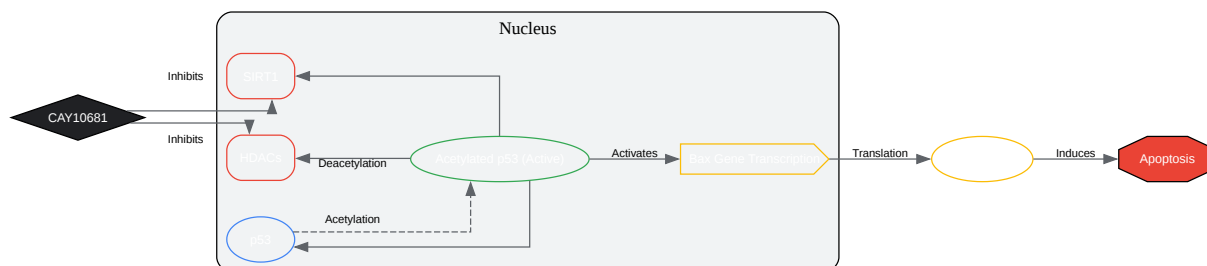 Nucleus
SIRT1
Inhibits
CAY10681
Inhibits
HDACs
Deacetylation
Acetylated p53 (Active)
Activates
Bax Gene Transcription
Translation
Induces
Apoptosis
Acetylation
p53